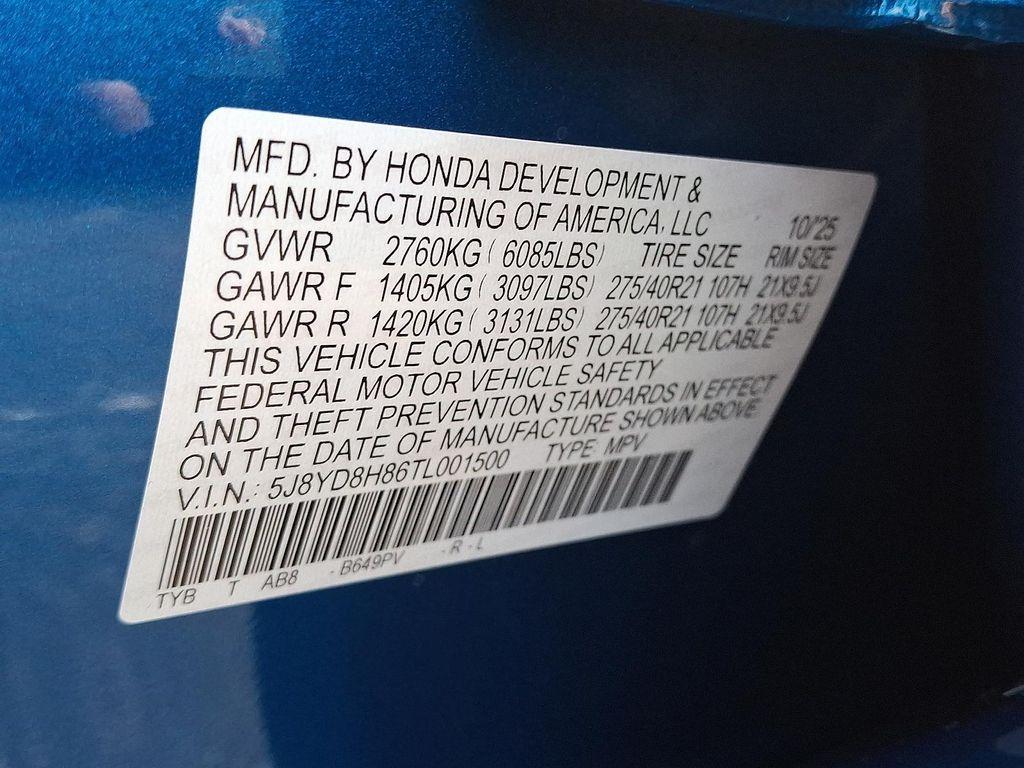 MFD. BY HONDA DEVELOPMENT &
MANUFACTURING OF AMERICA, LLC 10/25
GVWR 2760KG ( 6085LBS) TIRE SIZE RIM SIZE
GAWR F 1405KG ( 3097LBS) 275/40R21 107H 21X9.5J
GAWR R 1420KG ( 3131LBS) 275/40R21 107H 21X9.5J
THIS VEHICLE CONFORMS TO ALL APPLICABLE
FEDERAL MOTOR VEHICLE SAFETY
AND THEFT PREVENTION STANDARDS IN EFFECT
ON THE DATE OF MANUFACTURE SHOWN ABOVE.
V.I.N.: 5J8YD8H86TL001500 TYPE: MPV
TYB T AB8 - B649PV - R - L